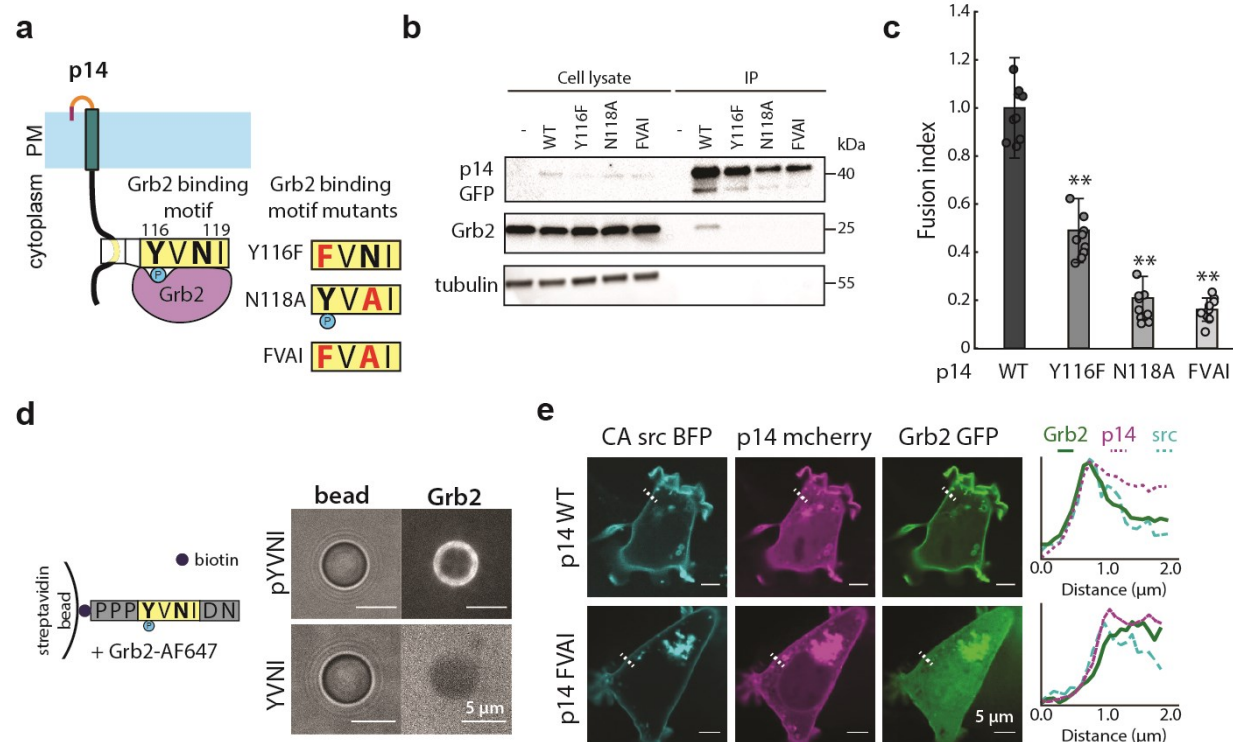 a
p14
PM
cytoplasm
Grb2 binding
motif
116 119
YVNI
P
Grb2
Grb2 binding
motif mutants
Y116F FVNI
N118A YVAI
P
FVAI FVAI
b
Cell lysate IP
- WT Y116F N118A FVAI - WT Y116F N118A FVAI kDa
p14
GFP
40
Grb2 25
tubulin 55
c
Fusion index
1.4
1.2
1.0
0.8
0.6
0.4
0.2
0
** ** **
p14 WT Y116F N118A FVAI
d
streptavidin
bead
biotin
PPPYVNIDN
P
+ Grb2-AF647
bead Grb2
pYVNI
YVNI
5 µm
e
CA src BFP p14 mcherry Grb2 GFP
Grb2 p14 src
p14 WT
0.0 1.0 2.0
Distance (µm)
p14 FVAI
5 µm
0.0 1.0 2.0
Distance (µm)